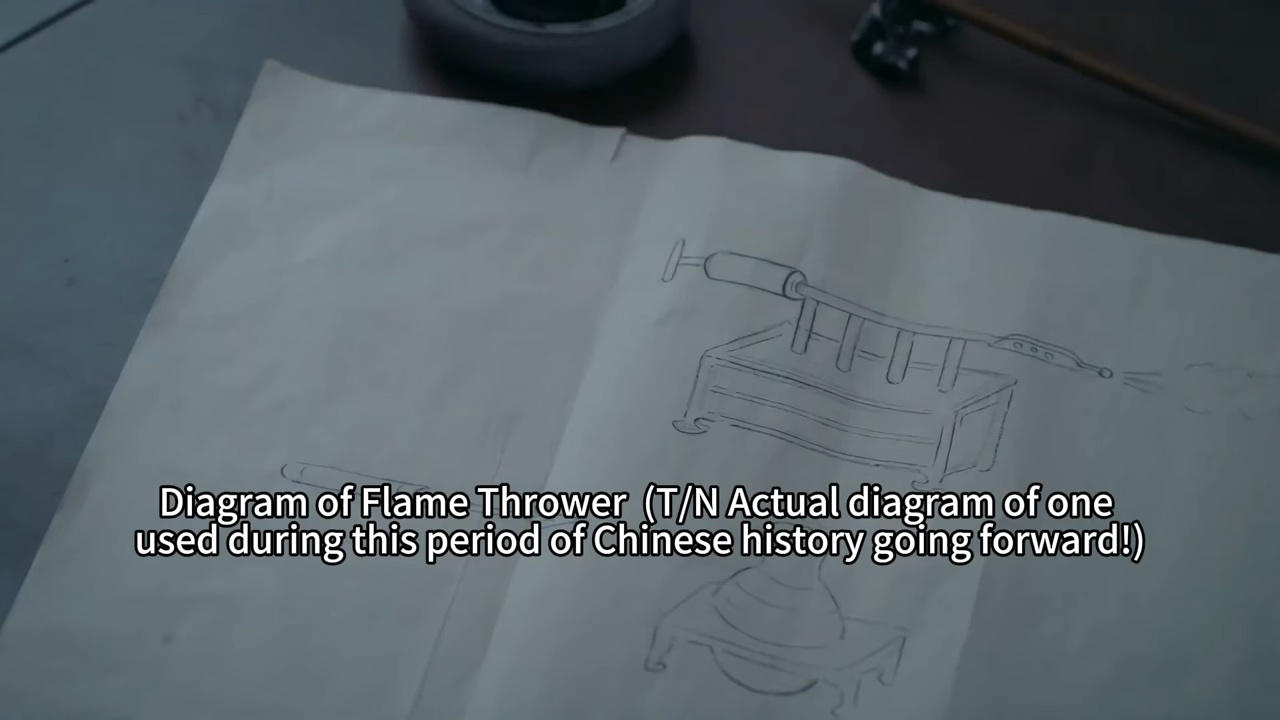 Diagram of Flame Thrower (T/N Actual diagram of one
used during this period of Chinese history going forward!)